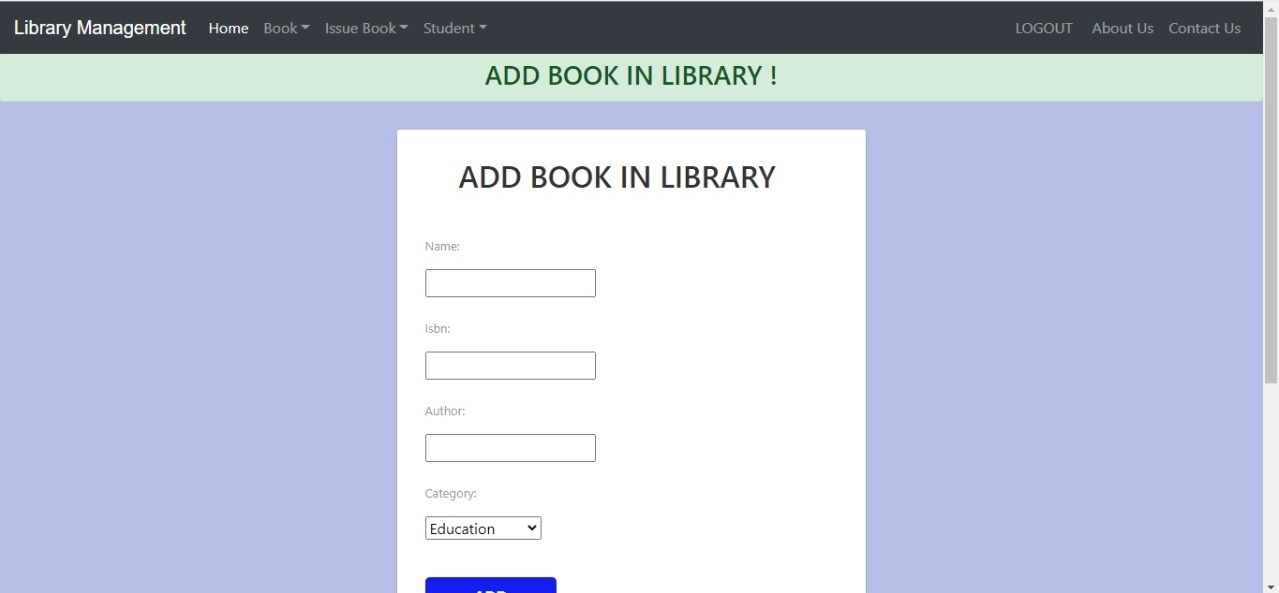 Library Management Home Book Issue Book Student LOGOUT About Us Contact Us
ADD BOOK IN LIBRARY !
ADD BOOK IN LIBRARY
Name:
Isbn:
Author:
Category:
Education
ADD